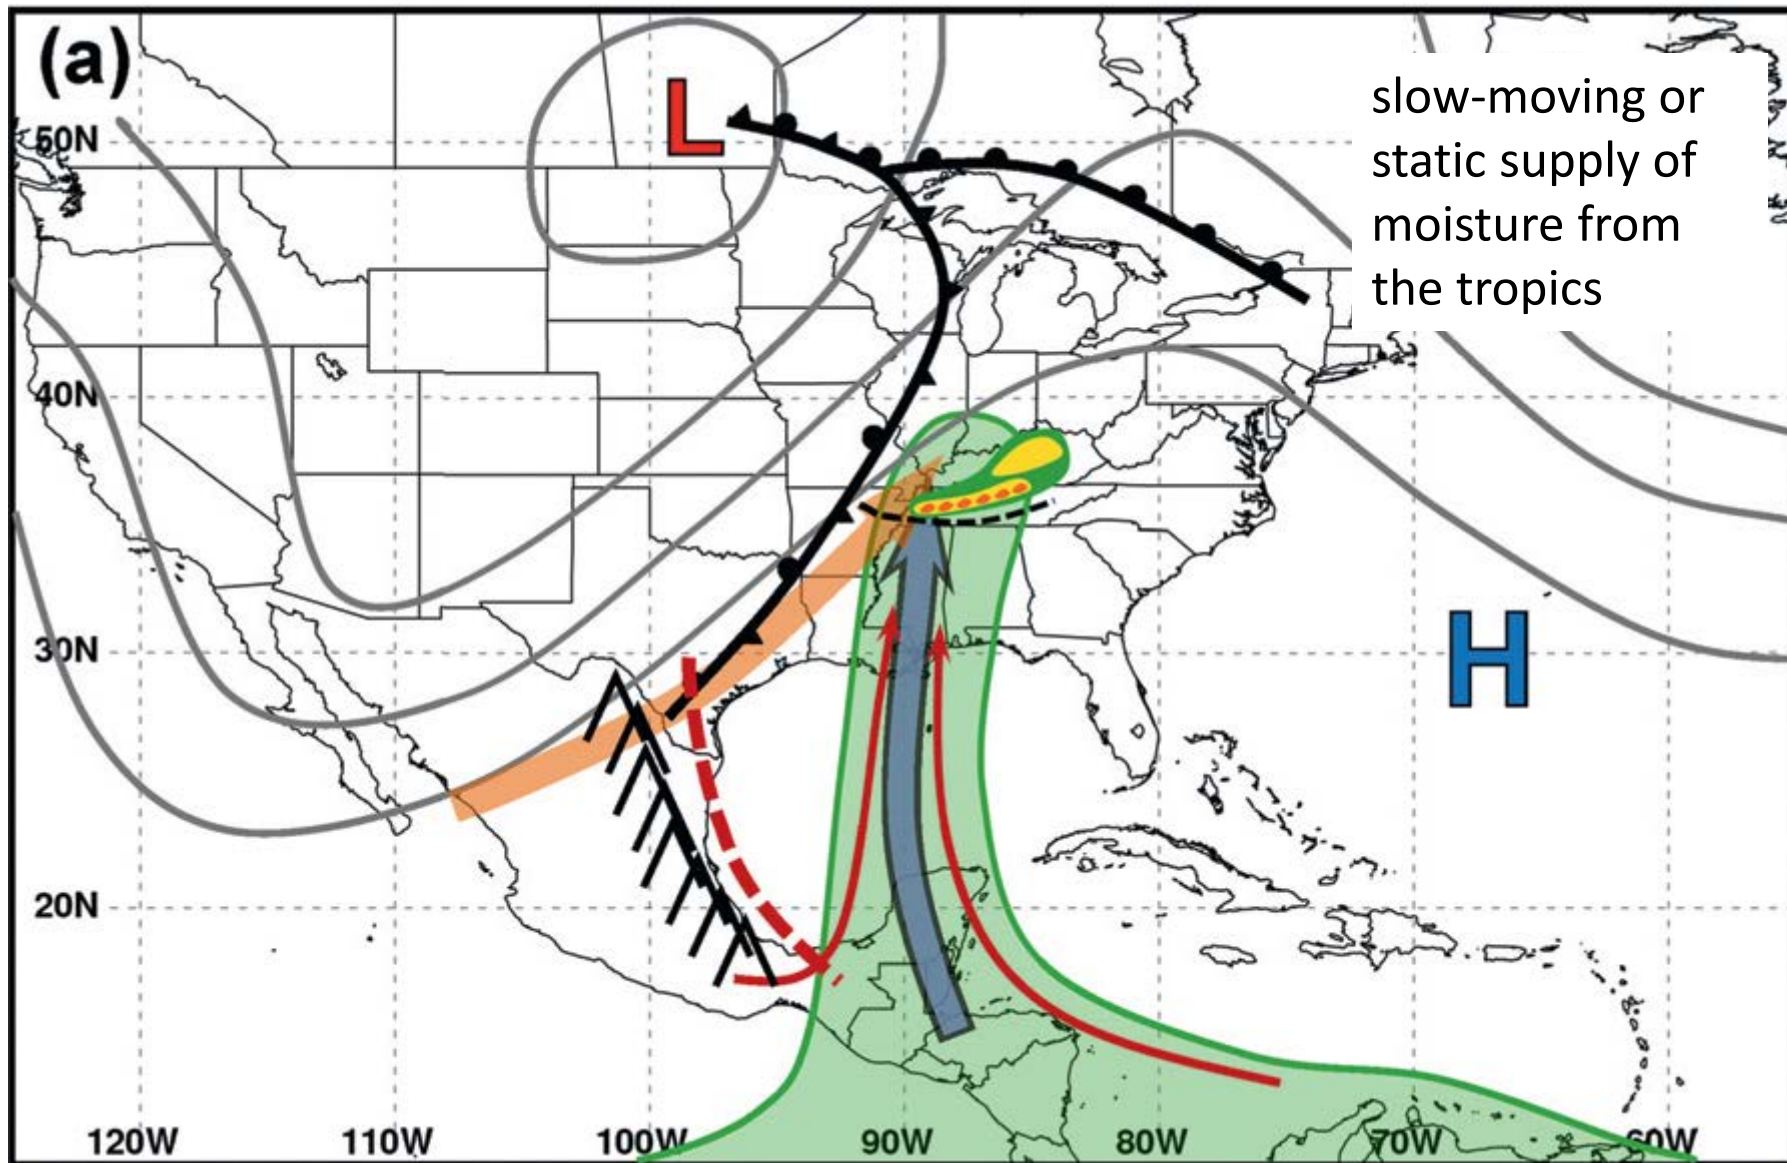 (a)
L
slow-moving or
static supply of
moisture from
the tropics
50N
40N
30N
H
20N
120W 110W 100W 90W 80W 70W 60W